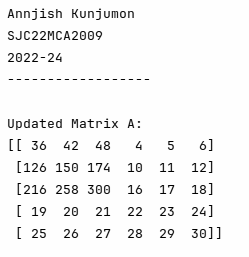 Annjish Kunjumon
SJC22MCA2009
2022-24
------------------
Updated Matrix A:
[[ 36  42  48   4   5   6]
 [126 150 174  10  11  12]
 [216 258 300  16  17  18]
 [ 19  20  21  22  23  24]
 [ 25  26  27  28  29  30]]